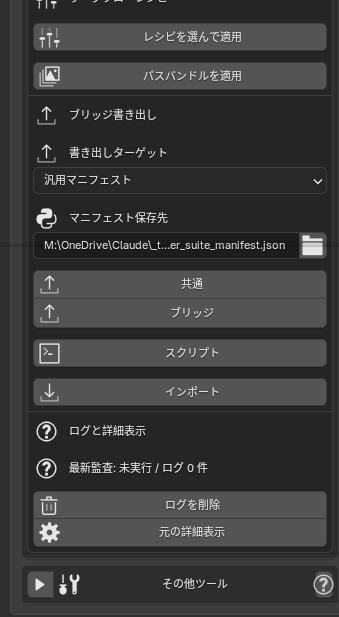 レシピを選んで適用
パスバンドルを適用
ブリッジ書き出し
書き出しターゲット
汎用マニフェスト
マニフェスト保存先
M:\OneDrive\Claude\_t...er_suite_manifest.json
共通
ブリッジ
スクリプト
インポート
ログと詳細表示
最新監査: 未実行 / ログ 0 件
ログを削除
元の詳細表示
その他ツール